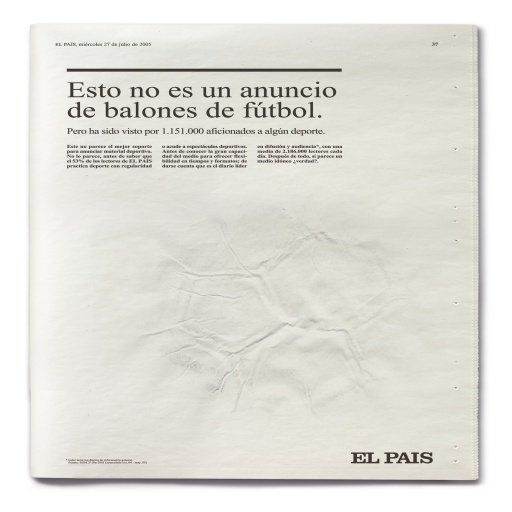 EL PAÍS, miércoles 27 de julio de 2005
37
Esto no es un anuncio
de balones de fútbol.
Pero ha sido visto por 1.151.000 aficionados a algún deporte.
Este no parece el mejor soporte
para anunciar material deportivo.
No lo parece, antes de saber que
el 53% de los lectores de EL PAÍS
practica deporte con regularidad
o acude a espectáculos deportivos.
Antes de conocer la gran capaci-
dad del medio para ofrecer flexi-
bilidad en tiempos y formatos; de
darse cuenta que es el diario líder
en difusión y audiencia*, con una
media de 2.186.000 lectores cada
día. Después de todo, sí parece un
medio idóneo ¿verdad?.
EL PAIS